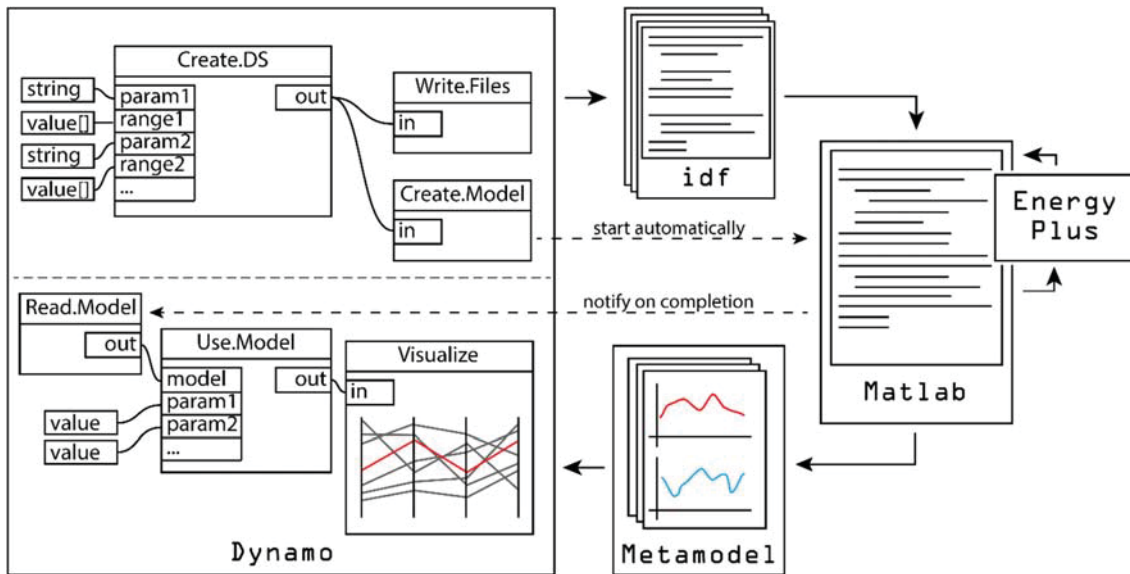 Create.DS
string
param1
out
value[]
range1
string
param2
value[]
range2
...
Write.Files
in
Create.Model
in
idf
start automatically
Energy
Plus
Matlab
notify on completion
Read.Model
out
Use.Model
model
out
value
param1
value
param2
...
Visualize
in
Metamodel
Dynamo